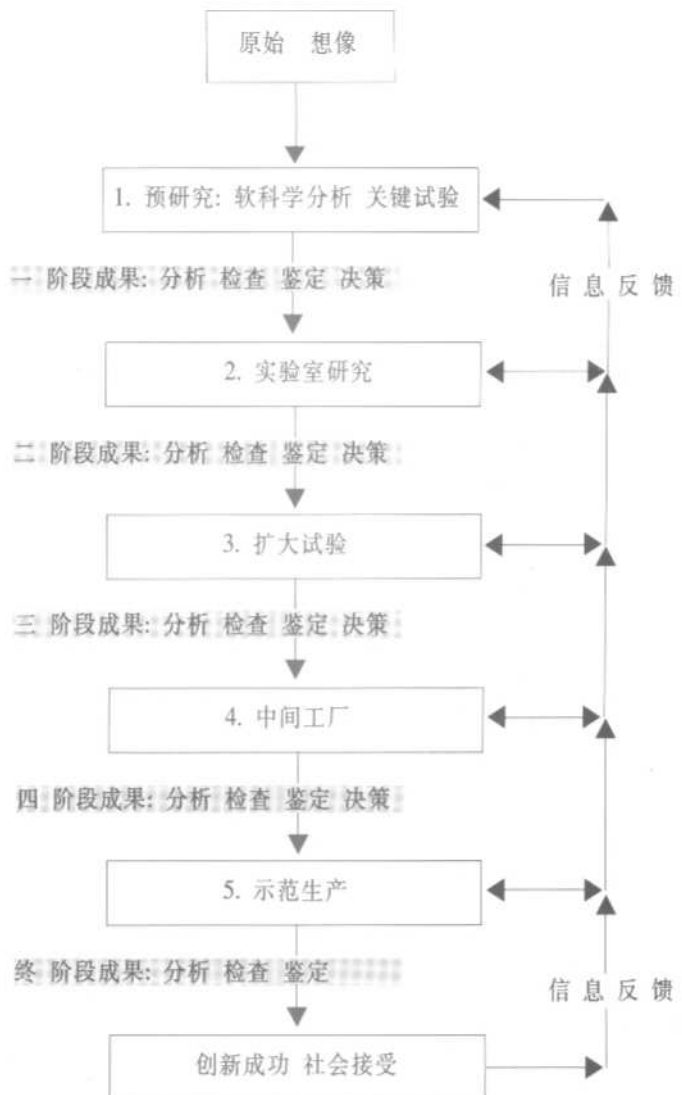 原始 想像
1. 预研究: 软科学分析 关键试验
一 阶段成果: 分析 检查 鉴定 决策
信息反馈
2. 实验室研究
二 阶段成果: 分析 检查 鉴定 决策
3. 扩大试验
三 阶段成果: 分析 检查 鉴定 决策
4. 中间工厂
四 阶段成果: 分析 检查 鉴定 决策
5. 示范生产
终 阶段成果: 分析 检查 鉴定
信息反馈
创新成功 社会接受